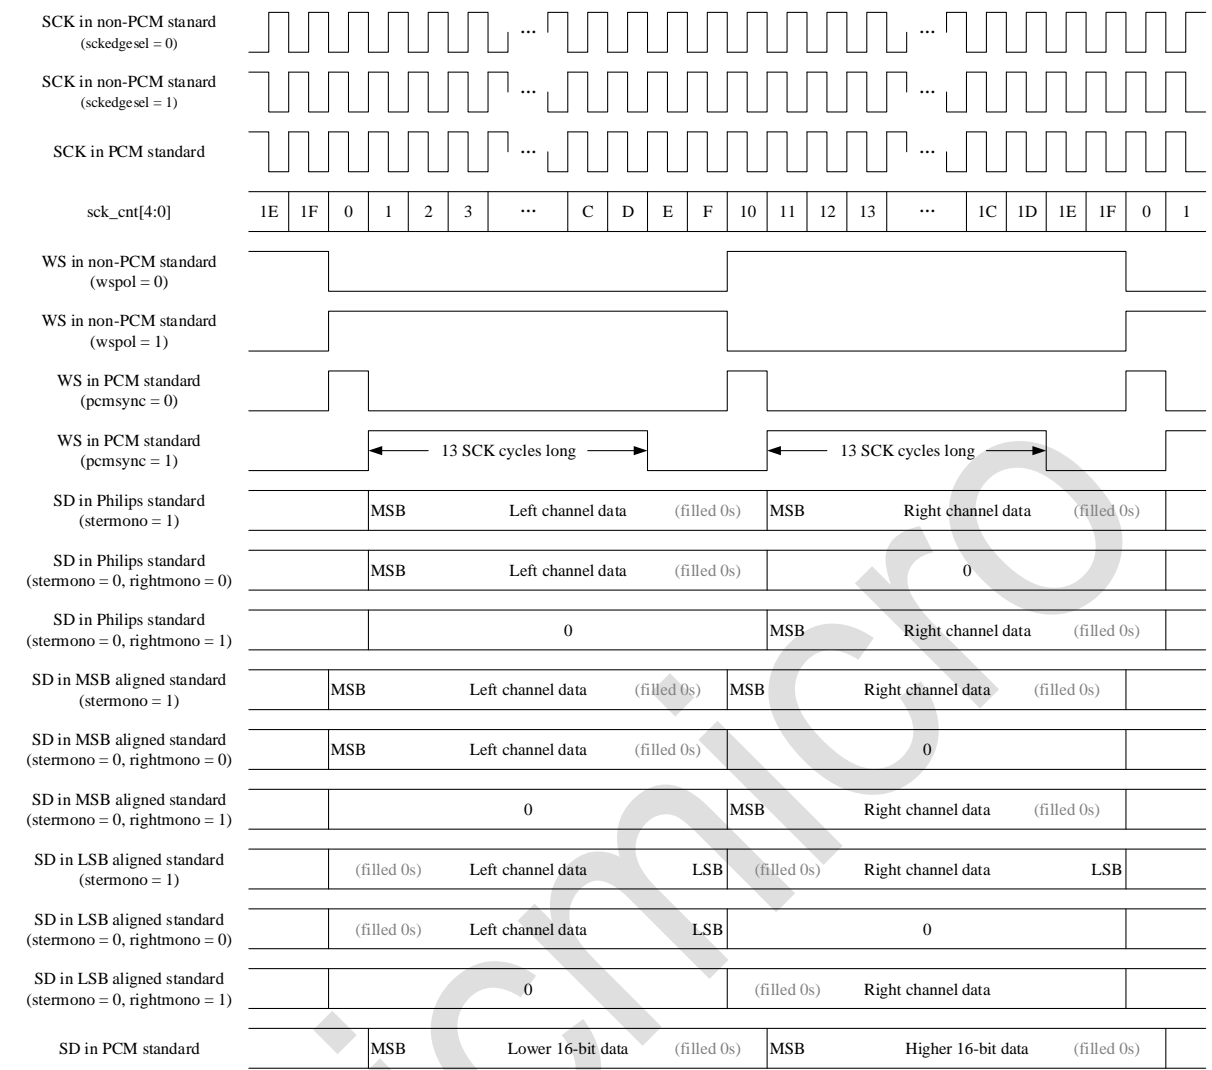 SCK in non-PCM stanard
(sckedgesel = 0)
... ...
SCK in non-PCM stanard
(sckedgesel = 1)
... ...
SCK in PCM standard
... ...
sck_cnt[4:0] 1E 1F 0 1 2 3 ... C D E F 10 11 12 13 ... 1C 1D 1E 1F 0 1
WS in non-PCM standard
(wspol = 0)
WS in non-PCM standard
(wspol = 1)
WS in PCM standard
(pcmsync = 0)
WS in PCM standard
(pcmsync = 1)
13 SCK cycles long 13 SCK cycles long
SD in Philips standard
(stermono = 1)
MSB Left channel data (filled 0s) MSB Right channel data (filled 0s)
SD in Philips standard
(stermono = 0, rightmono = 0)
MSB Left channel data (filled 0s) 0
SD in Philips standard
(stermono = 0, rightmono = 1)
0 MSB Right channel data (filled 0s)
SD in MSB aligned standard
(stermono = 1)
MSB Left channel data (filled 0s) MSB Right channel data (filled 0s)
SD in MSB aligned standard
(stermono = 0, rightmono = 0)
MSB Left channel data (filled 0s) 0
SD in MSB aligned standard
(stermono = 0, rightmono = 1)
0 MSB Right channel data (filled 0s)
SD in LSB aligned standard
(stermono = 1)
(filled 0s) Left channel data LSB (filled 0s) Right channel data LSB
SD in LSB aligned standard
(stermono = 0, rightmono = 0)
(filled 0s) Left channel data LSB 0
SD in LSB aligned standard
(stermono = 0, rightmono = 1)
0 (filled 0s) Right channel data
SD in PCM standard MSB Lower 16-bit data (filled 0s) MSB Higher 16-bit data (filled 0s)
icmicro